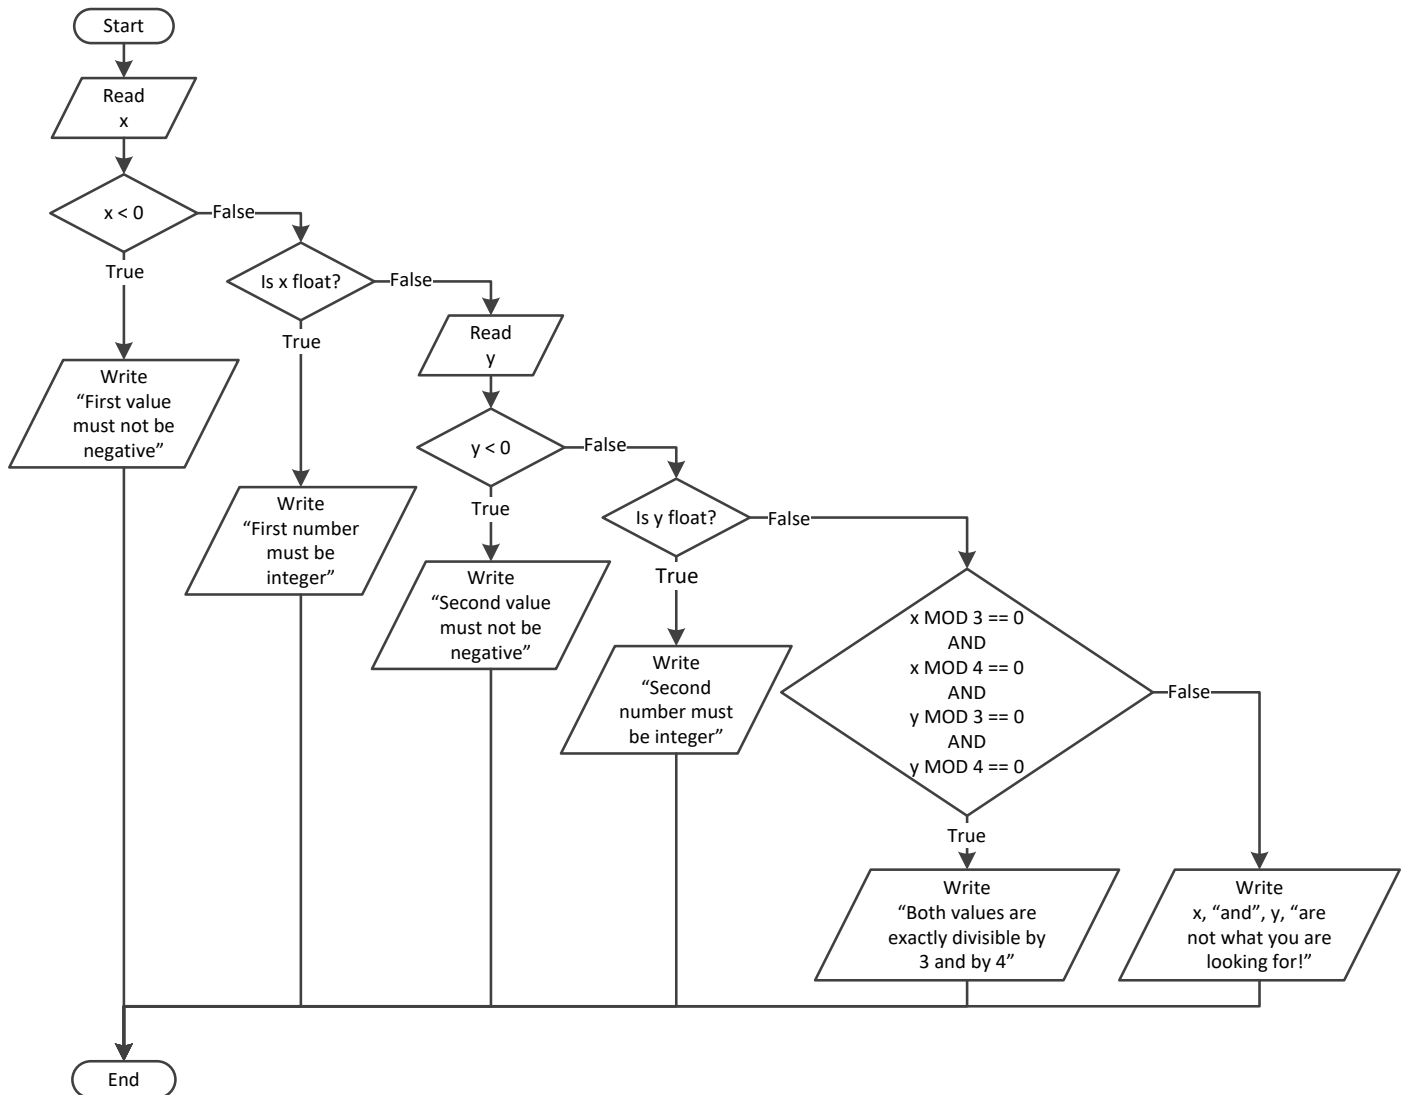 Start
Read
x
x < 0
False
True
Is x float?
False
True
Read
y
Write
“First value
must not be
negative”
y < 0
False
True
Write
“First number
must be
integer”
Is y float?
False
True
Write
“Second value
must not be
negative”
x MOD 3 == 0
AND
x MOD 4 == 0
AND
y MOD 3 == 0
AND
y MOD 4 == 0
False
True
Write
“Second
number must
be integer”
Write
“Both values are
exactly divisible by
3 and by 4”
Write
x, “and”, y, “are
not what you are
looking for!”
End